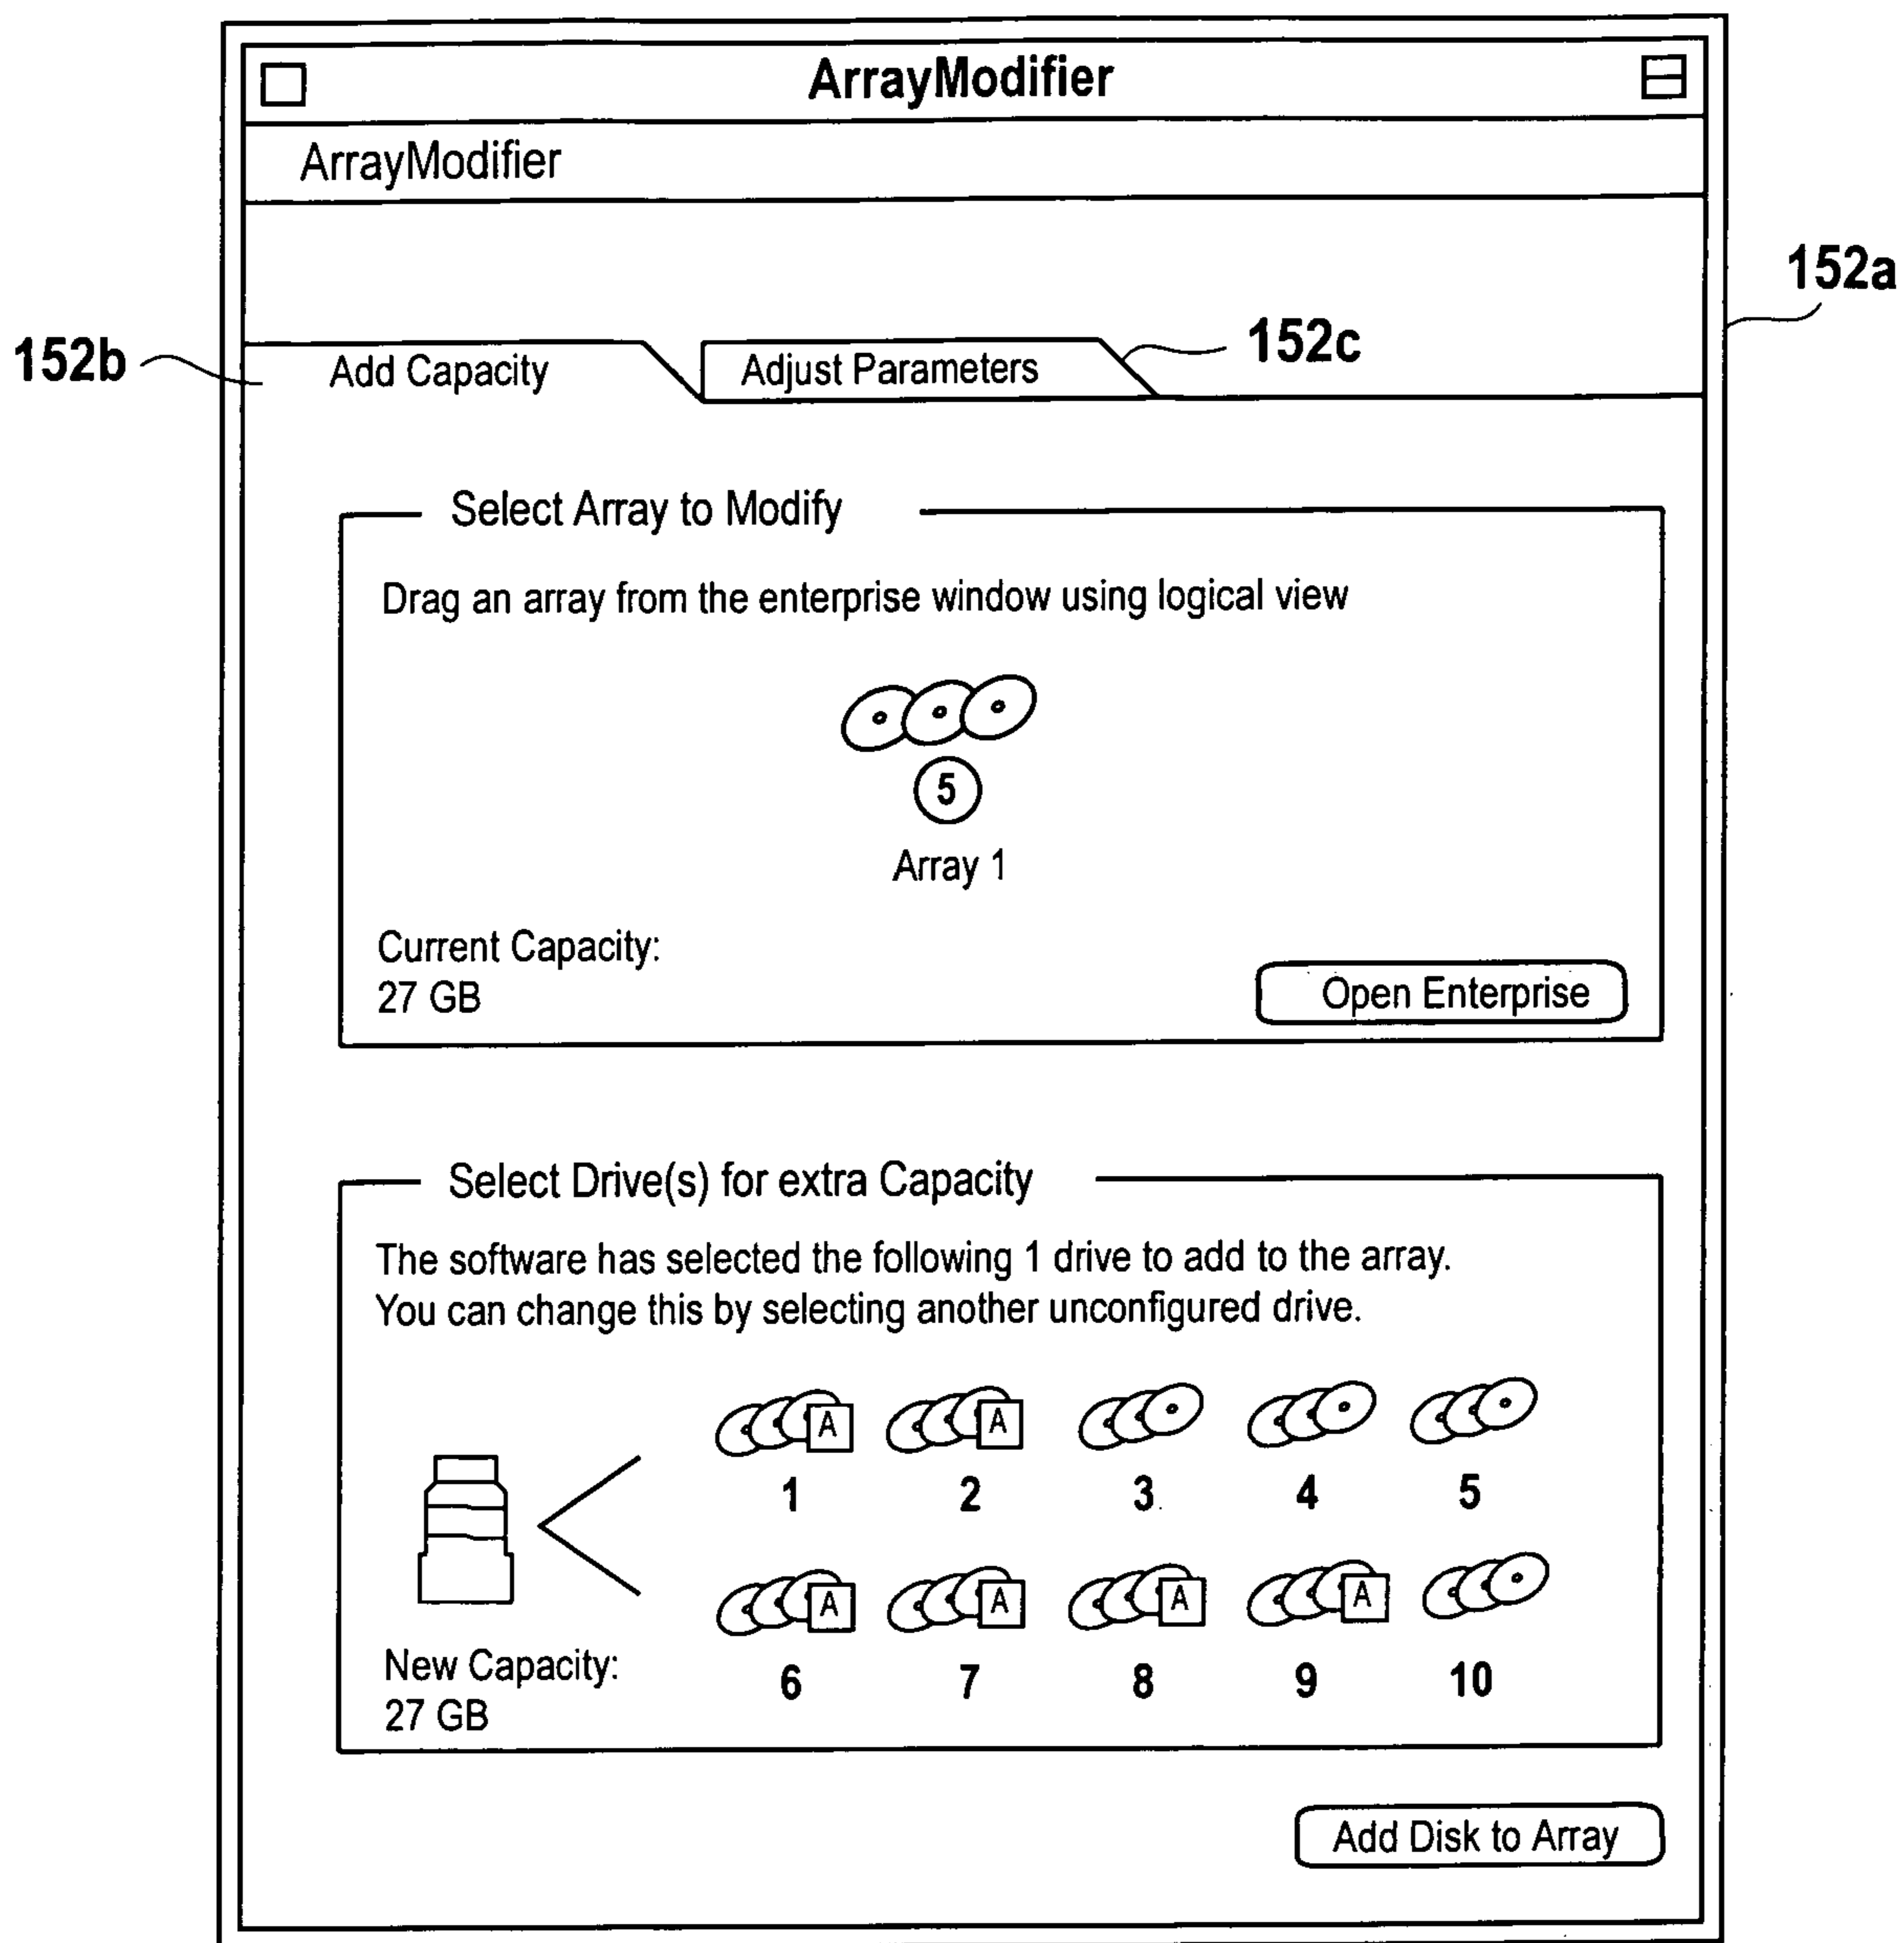 ArrayModifier
ArrayModifier
152a
152b
Add Capacity
Adjust Parameters
152c
Select Array to Modify
Drag an array from the enterprise window using logical view
5
Array 1
Current Capacity:
27 GB
Open Enterprise
Select Drive(s) for extra Capacity
The software has selected the following 1 drive to add to the array.
You can change this by selecting another unconfigured drive.
A A
1 2 3 4 5
A A A A
6 7 8 9 10
New Capacity:
27 GB
Add Disk to Array